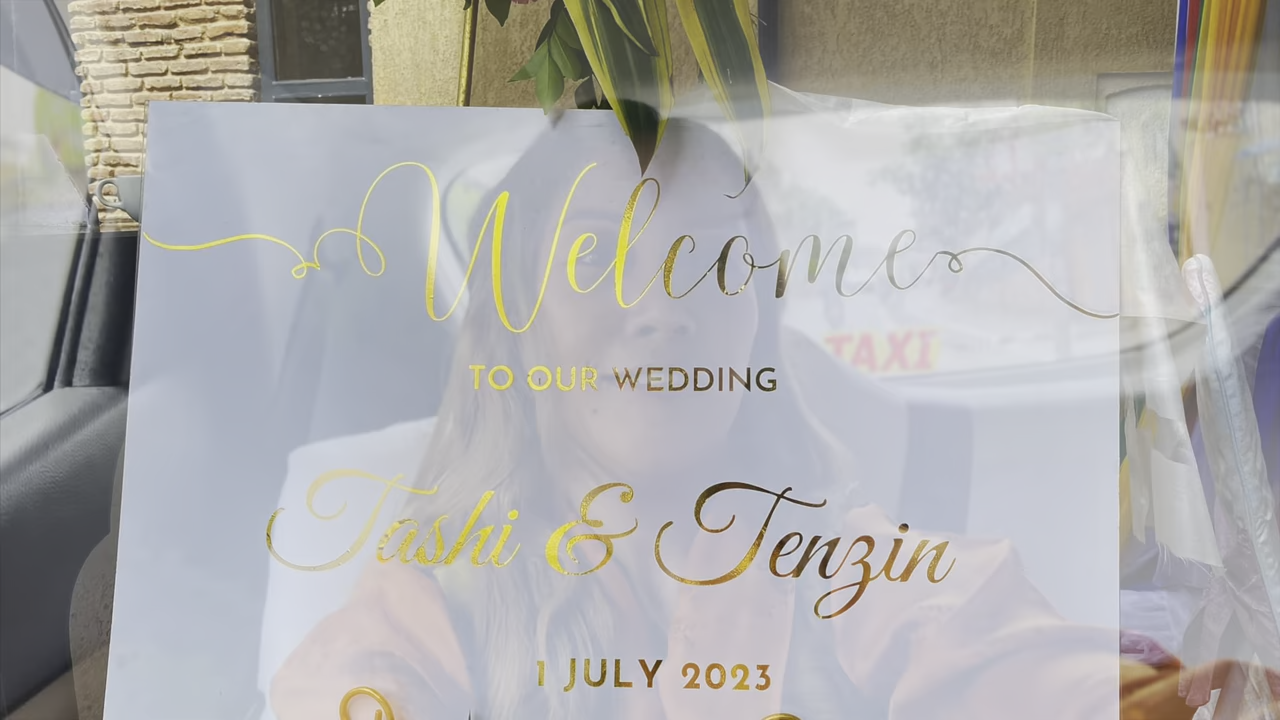 Welcome
TO OUR WEDDING
TAXI
Tashi & Tenzin
1 JULY 2023